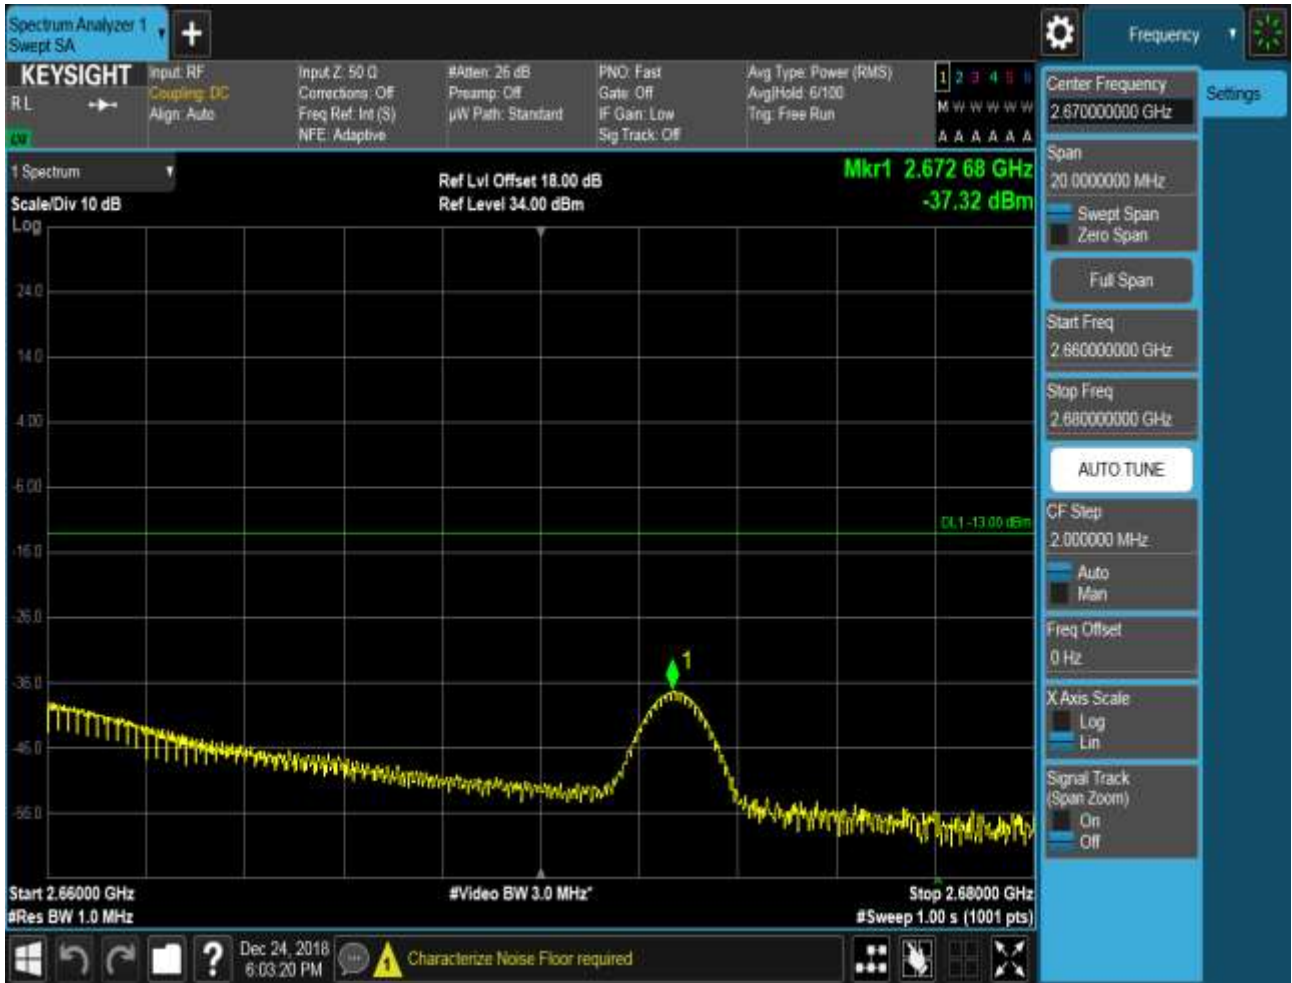 Spectrum Analyzer 1
Swept SA
+
Frequency
KEYSIGHT
RL
Input: RF
Coupling: DC
Align: Auto
Input Z: 50 Ω
Corrections: Off
Freq Ref: Int (S)
NFE: Adaptive
#Atten: 26 dB
Preamp: Off
µW Path: Standard
PNO: Fast
Gate: Off
IF Gain: Low
Sig Track: Off
Avg Type: Power (RMS)
Avg|Hold: 6/100
Trig: Free Run
1 2 3 4 5 6
M W W W W W
A A A A A A
1 Spectrum
Scale/Div 10 dB
Log
Ref Lvl Offset 18.00 dB
Ref Level 34.00 dBm
Mkr1 2.672 68 GHz
-37.32 dBm
24.0
14.0
4.00
-6.00
-16.0
-26.0
-36.0
-46.0
-56.0
DL1 -13.00 dBm
1
Start 2.66000 GHz
#Res BW 1.0 MHz
#Video BW 3.0 MHz*
Stop 2.68000 GHz
#Sweep 1.00 s (1001 pts)
Center Frequency
2.670000000 GHz
Settings
Span
20.0000000 MHz
Swept Span
Zero Span
Full Span
Start Freq
2.660000000 GHz
Stop Freq
2.680000000 GHz
AUTO TUNE
CF Step
2.000000 MHz
Auto
Man
Freq Offset
0 Hz
X Axis Scale
Log
Lin
Signal Track
(Span Zoom)
On
Off
?
Dec 24, 2018
6:03:20 PM
Characterize Noise Floor required